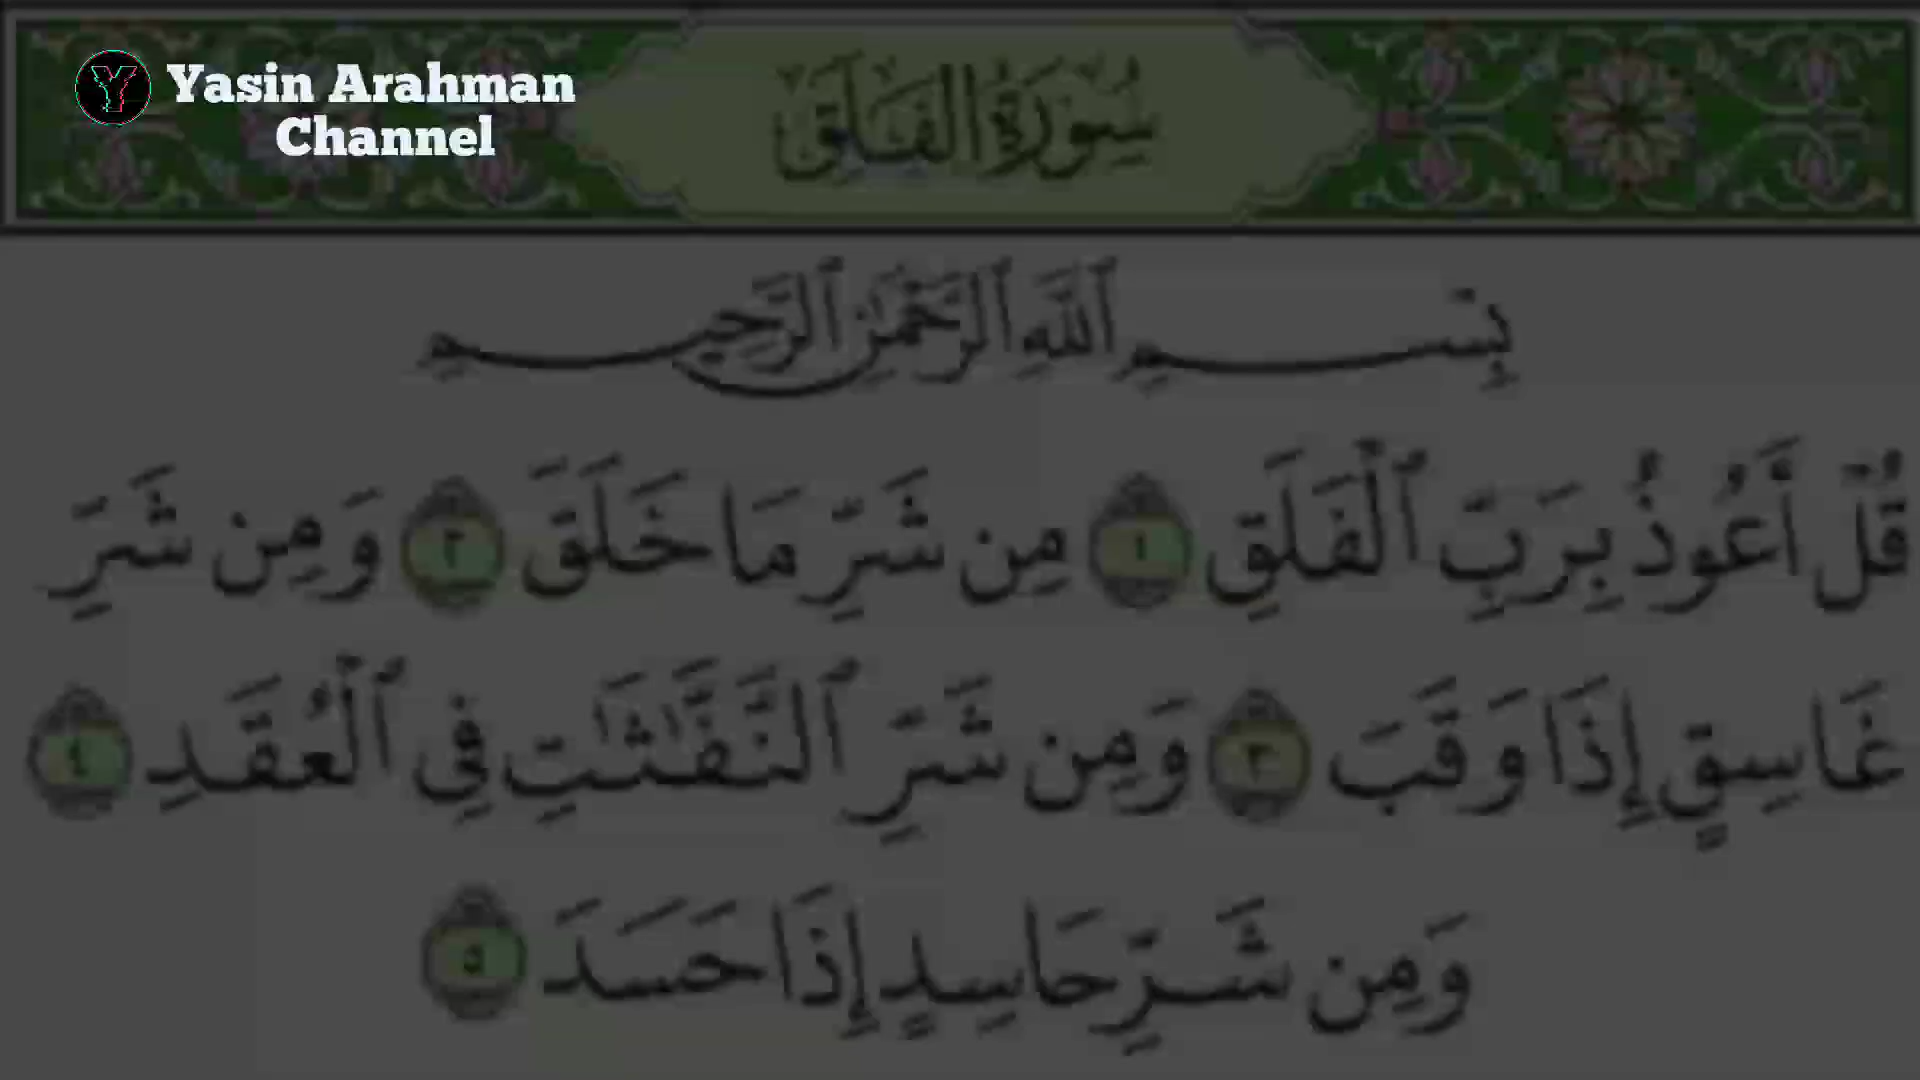 Yasin Arahman
Channel
سُورَةُ الفَلَقِ
بِسْمِ ٱللَّهِ ٱلرَّحْمَٰنِ ٱلرَّحِيمِ
قُلْ أَعُوذُ بِرَبِّ ٱلْفَلَقِ ١ مِن شَرِّ مَا خَلَقَ ٢ وَمِن شَرِّ
غَاسِقٍ إِذَا وَقَبَ ٣ وَمِن شَرِّ ٱلنَّفَّٰثَٰتِ فِى ٱلْعُقَدِ ٤
وَمِن شَرِّ حَاسِدٍ إِذَا حَسَدَ ٥